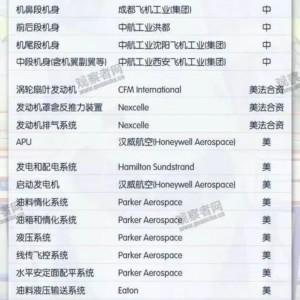 机鼻段机身 成都飞机工业(集团) 中
前后段机身 中航工业洪都 中
机尾段机身 中航工业沈阳飞机工业(集团) 中
中段机身(含机翼副翼等) 中航工业西安飞机工业(集团) 中
涡轮扇叶发动机 CFM International 美法合资
发动机罩含反推力装置 Nexcelle 美法合资
发动机排气系统 Nexcelle 美法合资
APU 汉威航空(Honeywell Aerospace) 美
发电和配电系统 Hamilton Sundstrand 美
启动发电机 汉威航空(Honeywell Aerospace) 美
油料情化系统 Parker Aerospace 美
油箱和情化系统 Parker Aerospace 美
液压系统 Parker Aerospace 美
线传飞控系统 Parker Aerospace 美
水平安定面配平系统 Parker Aerospace 美
油料液压输送系统 Eaton 美
观察者网